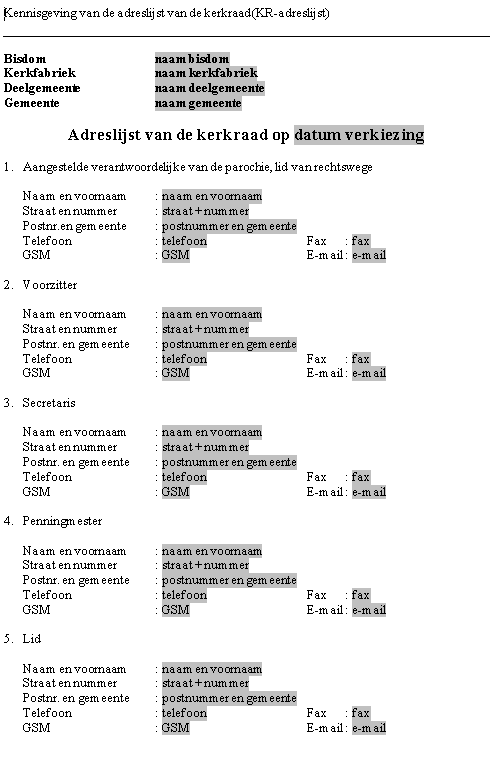 Kennisgeving van de adreslijst van de kerkraad(KR-adreslijst)
Bisdom naam bisdom
Kerkfabriek naam kerkfabriek
Deelgemeente naam deelgemeente
Gemeente naam gemeente
Adreslijst van de kerkraad op datum verkiezing
1. Aangestelde verantwoordelijke van de parochie, lid van rechtswege
Naam en voornaam : naam en voornaam
Straat en nummer : straat+nummer
Postnr. en gemeente : postnummer en gemeente
Telefoon : telefoon Fax : fax
GSM : GSM E-mail : e-mail
2. Voorzitter
Naam en voornaam : naam en voornaam
Straat en nummer : straat+nummer
Postnr. en gemeente : postnummer en gemeente
Telefoon : telefoon Fax : fax
GSM : GSM E-mail : e-mail
3. Secretaris
Naam en voornaam : naam en voornaam
Straat en nummer : straat+nummer
Postnr. en gemeente : postnummer en gemeente
Telefoon : telefoon Fax : fax
GSM : GSM E-mail : e-mail
4. Penningmester
Naam en voornaam : naam en voornaam
Straat en nummer : straat+nummer
Postnr. en gemeente : postnummer en gemeente
Telefoon : telefoon Fax : fax
GSM : GSM E-mail : e-mail
5. Lid
Naam en voornaam : naam en voornaam
Straat en nummer : straat+nummer
Postnr. en gemeente : postnummer en gemeente
Telefoon : telefoon Fax : fax
GSM : GSM E-mail : e-mail